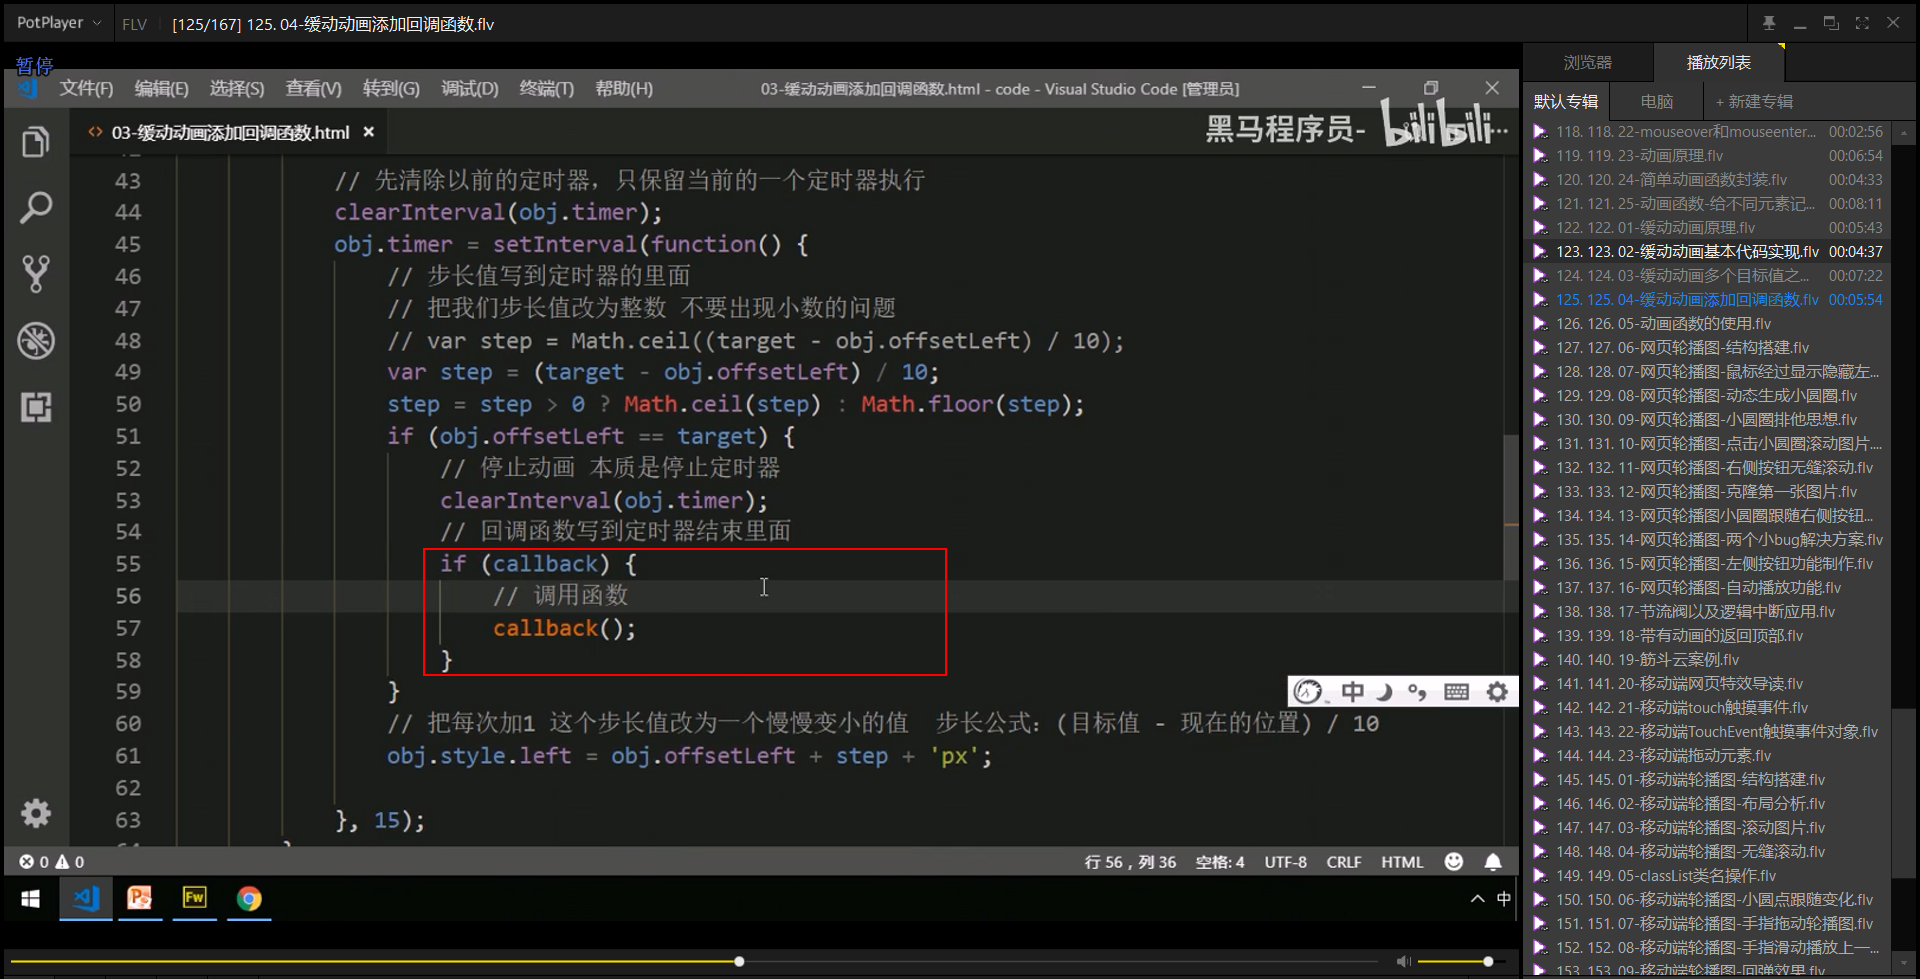 PotPlayer FLV [125/167] 125. 04-缓动动画添加回调函数.flv
暂停
文件(F) 编辑(E) 选择(S) 查看(V) 转到(G) 调试(D) 终端(T) 帮助(H) 03-缓动动画添加回调函数.html - code - Visual Studio Code [管理员]
03-缓动动画添加回调函数.html
黑马程序员- bilibili
43 // 先清除以前的定时器，只保留当前的一个定时器执行
44 clearInterval(obj.timer);
45 obj.timer = setInterval(function() {
46 // 步长值写到定时器的里面
47 // 把我们步长值改为整数 不要出现小数的问题
48 // var step = Math.ceil((target - obj.offsetLeft) / 10);
49 var step = (target - obj.offsetLeft) / 10;
50 step = step > 0 ? Math.ceil(step) : Math.floor(step);
51 if (obj.offsetLeft == target) {
52 // 停止动画 本质是停止定时器
53 clearInterval(obj.timer);
54 // 回调函数写到定时器结束里面
55 if (callback) {
56 // 调用函数
57 callback();
58 }
59 }
60 // 把每次加1 这个步长值改为一个慢慢变小的值 步长公式：(目标值 - 现在的位置) / 10
61 obj.style.left = obj.offsetLeft + step + 'px';
62
63 }, 15);
中
0 0 行 56，列 36 空格: 4 UTF-8 CRLF HTML
Fw 中
浏览器 播放列表
默认专辑 电脑 + 新建专辑
118. 118. 22-mouseover和mouseenter... 00:02:56
119. 119. 23-动画原理.flv 00:06:54
120. 120. 24-简单动画函数封装.flv 00:04:33
121. 121. 25-动画函数-给不同元素记... 00:08:11
122. 122. 01-缓动动画原理.flv 00:05:43
123. 123. 02-缓动动画基本代码实现.flv 00:04:37
124. 124. 03-缓动动画多个目标值之... 00:07:22
125. 125. 04-缓动动画添加回调函数.flv 00:05:54
126. 126. 05-动画函数的使用.flv
127. 127. 06-网页轮播图-结构搭建.flv
128. 128. 07-网页轮播图-鼠标经过显示隐藏左...
129. 129. 08-网页轮播图-动态生成小圆圈.flv
130. 130. 09-网页轮播图-小圆圈排他思想.flv
131. 131. 10-网页轮播图-点击小圆圈滚动图片....
132. 132. 11-网页轮播图-右侧按钮无缝滚动.flv
133. 133. 12-网页轮播图-克隆第一张图片.flv
134. 134. 13-网页轮播图小圆圈跟随右侧按钮...
135. 135. 14-网页轮播图-两个小bug解决方案.flv
136. 136. 15-网页轮播图-左侧按钮功能制作.flv
137. 137. 16-网页轮播图-自动播放功能.flv
138. 138. 17-节流阀以及逻辑中断应用.flv
139. 139. 18-带有动画的返回顶部.flv
140. 140. 19-筋斗云案例.flv
141. 141. 20-移动端网页特效导读.flv
142. 142. 21-移动端touch触摸事件.flv
143. 143. 22-移动端TouchEvent触摸事件对象.flv
144. 144. 23-移动端拖动元素.flv
145. 145. 01-移动端轮播图-结构搭建.flv
146. 146. 02-移动端轮播图-布局分析.flv
147. 147. 03-移动端轮播图-滚动图片.flv
148. 148. 04-移动端轮播图-无缝滚动.flv
149. 149. 05-classList类名操作.flv
150. 150. 06-移动端轮播图-小圆点跟随变化.flv
151. 151. 07-移动端轮播图-手指拖动轮播图.flv
152. 152. 08-移动端轮播图-手指滑动播放上一...
153. 153. 09-移动端轮播图-回弹效果.flv